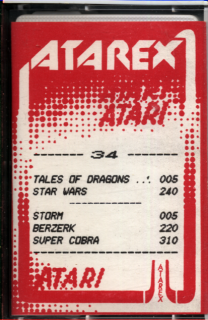 ATAREX
ATARI
ATARI
34
TALES OF DRAGONS ..'. 005
STAR WARS 240
STORM 005
BERZERK 220
SUPER COBRA 310
ATARI
ATAREX